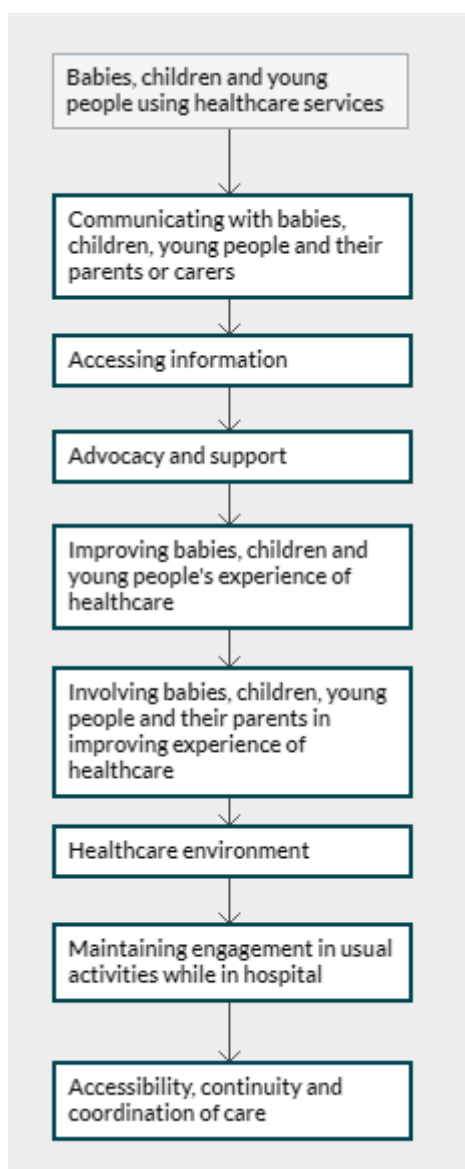 Babies, children and young
people using healthcare services
Communicating with babies,
children, young people and their
parents or carers
Accessing information
Advocacy and support
Improving babies, children and
young people's experience of
healthcare
Involving babies, children, young
people and their parents in
improving experience of
healthcare
Healthcare environment
Maintaining engagement in usual
activities while in hospital
Accessibility, continuity and
coordination of care